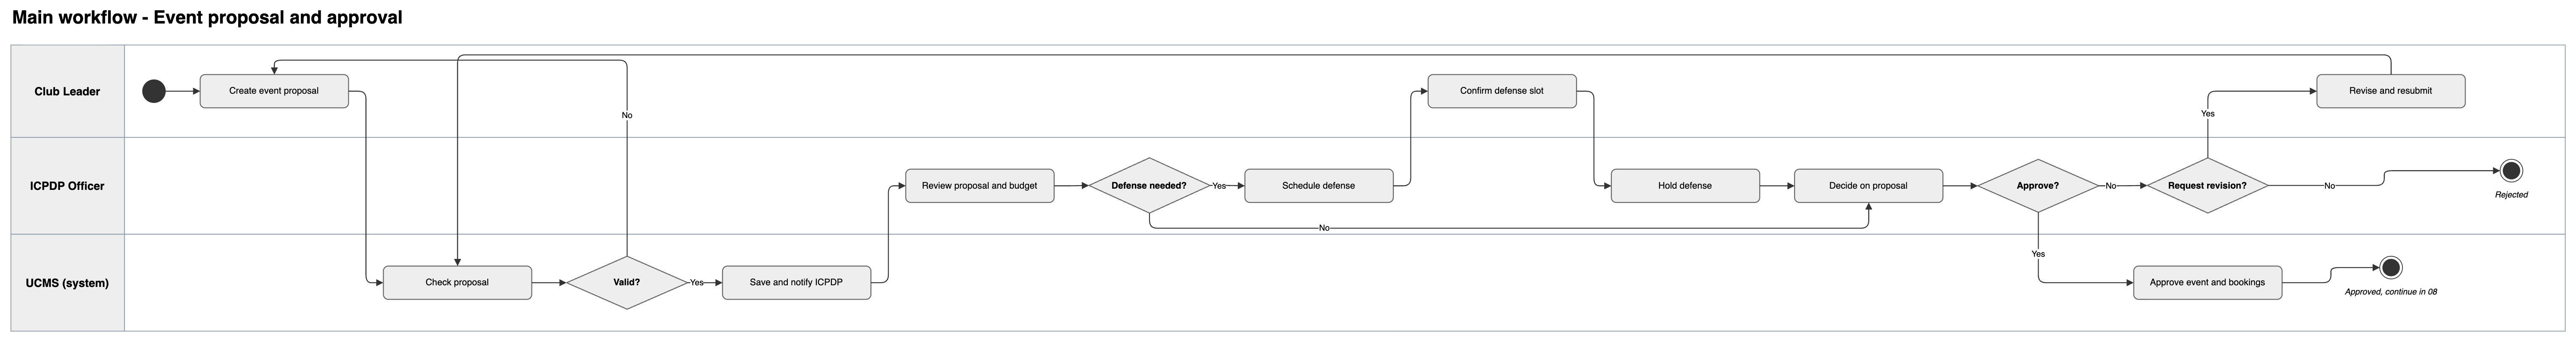 Main workflow - Event proposal and approval
Club Leader
Create event proposal
No
Confirm defense slot
Yes
Revise and resubmit
ICPDP Officer
Review proposal and budget
Defense needed?
Yes
Schedule defense
No
Hold defense
Decide on proposal
Approve?
No
Request revision?
No
Rejected
UCMS (system)
Check proposal
Valid?
Yes
Save and notify ICPDP
Yes
Approve event and bookings
Approved, continue in 08